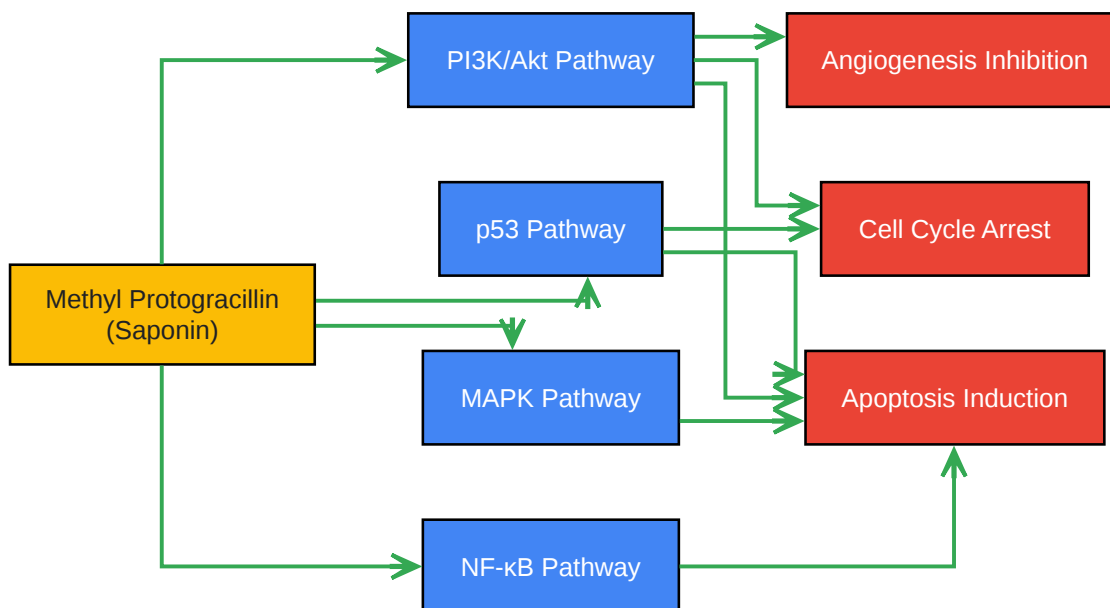 PI3K/Akt Pathway
Angiogenesis Inhibition
p53 Pathway
Cell Cycle Arrest
Methyl Protogracillin
(Saponin)
MAPK Pathway
Apoptosis Induction
NF-κB Pathway